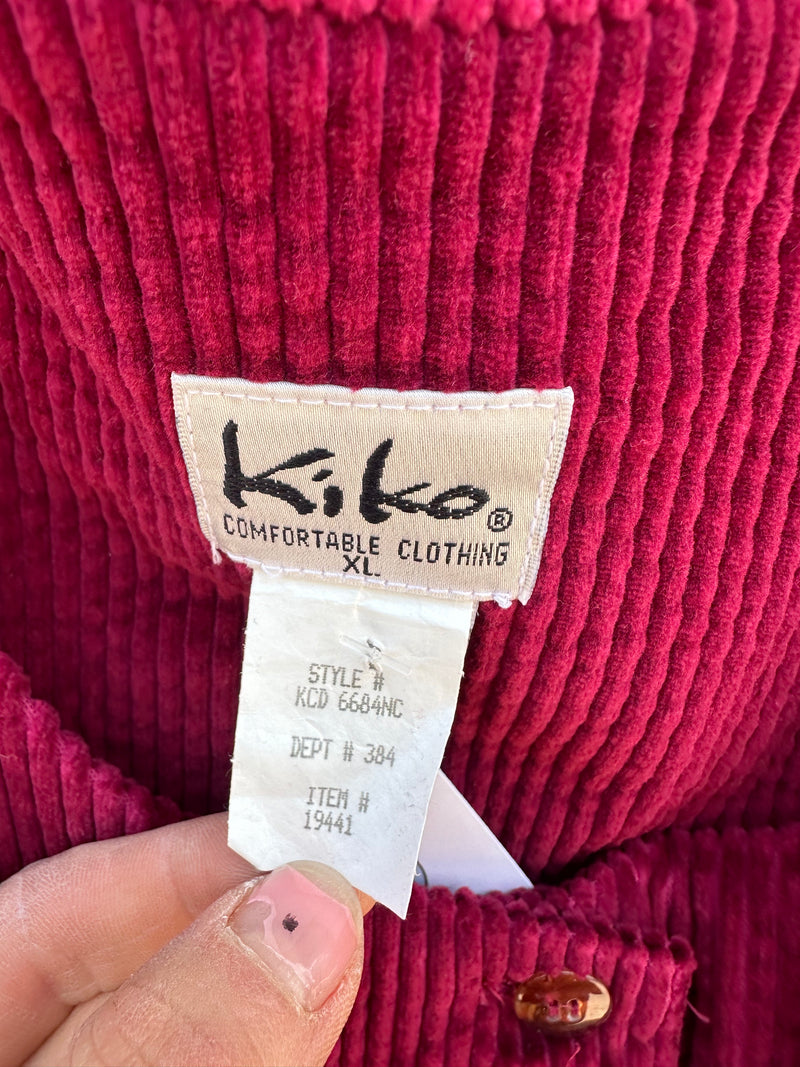 Kiko®
COMFORTABLE CLOTHING
XL
STYLE #
KCD 6684NC
DEPT # 384
ITEM #
19441